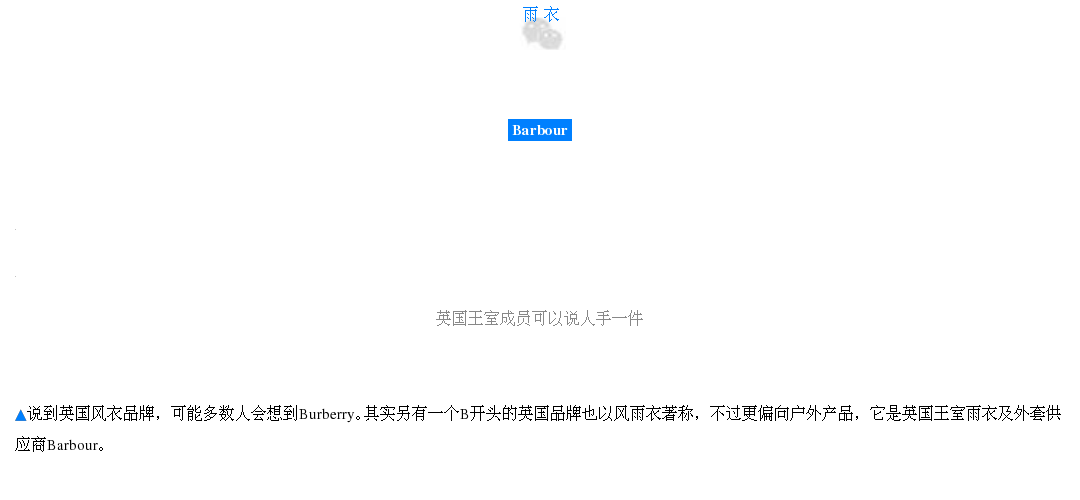 雨 衣
Barbour
英国王室成员可以说人手一件
▲说到英国风衣品牌，可能多数人会想到Burberry。其实另有一个B开头的英国品牌也以风雨衣著称，不过更偏向户外产品，它是英国王室雨衣及外套供
应商Barbour。